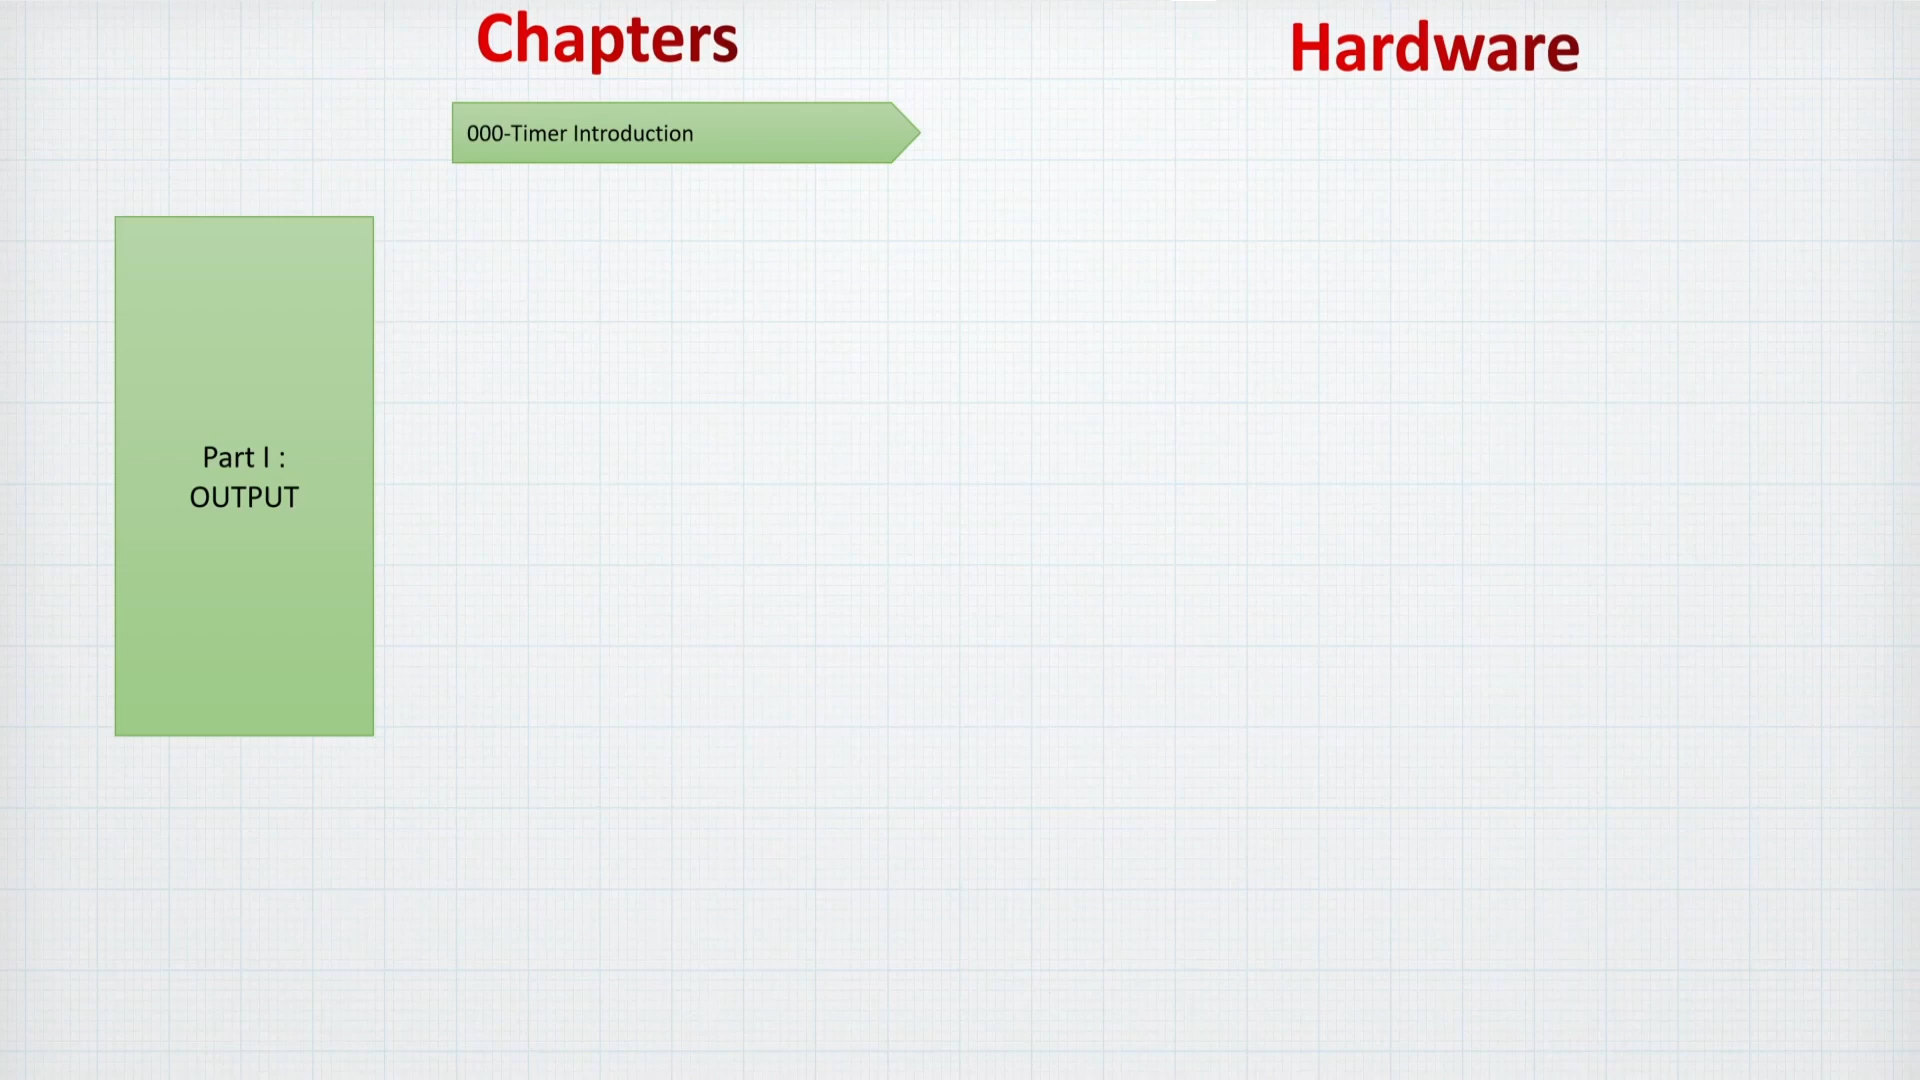 Chapters
Hardware
000-Timer Introduction
Part I :
OUTPUT